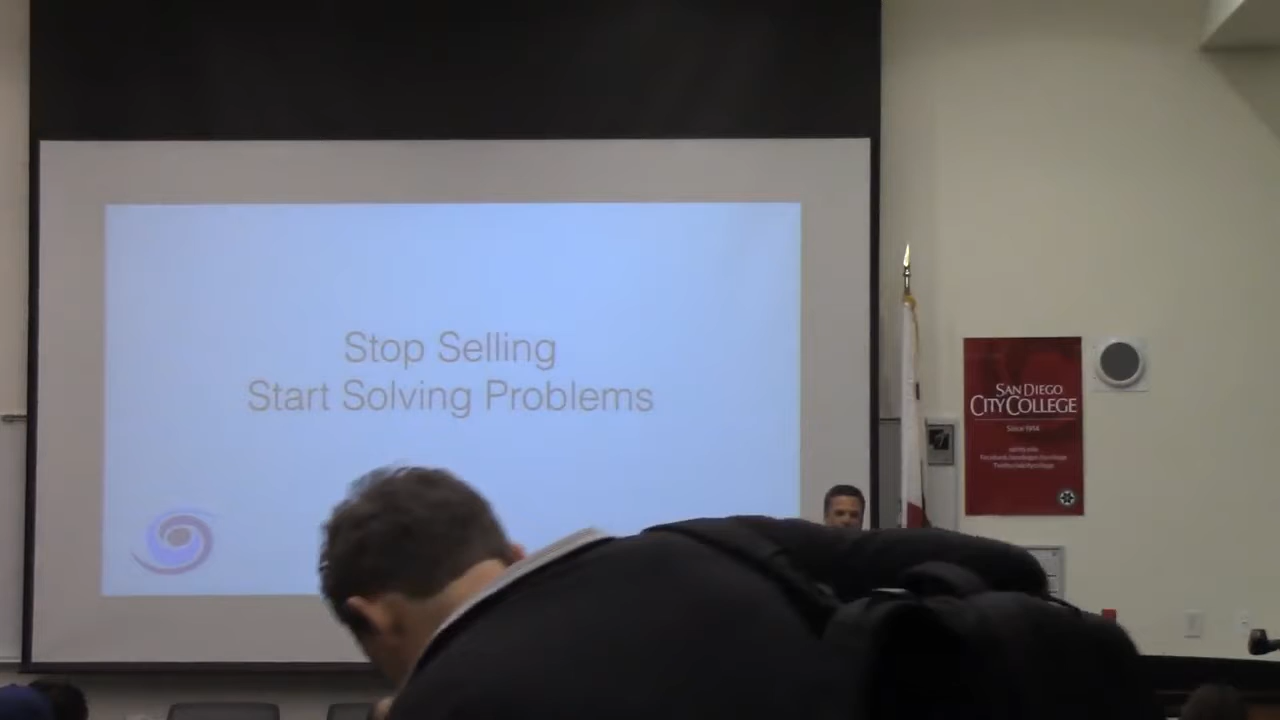 Stop Selling
Start Solving Problems
SAN DIEGO
CITY COLLEGE
Since 1914